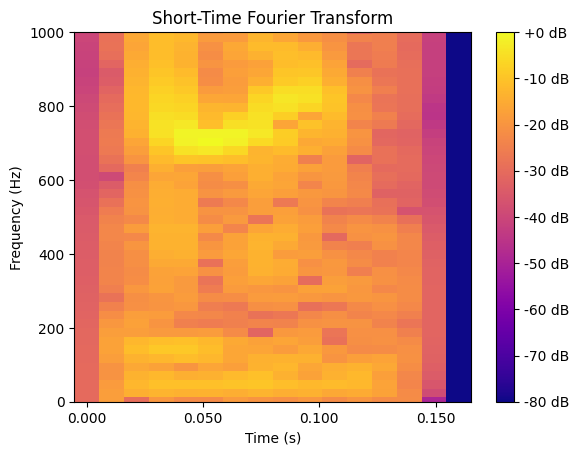 Short-Time Fourier Transform
1000
800
600
400
200
0
Frequency (Hz)
0.000
0.050
0.100
0.150
Time (s)
+0 dB
-10 dB
-20 dB
-30 dB
-40 dB
-50 dB
-60 dB
-70 dB
-80 dB